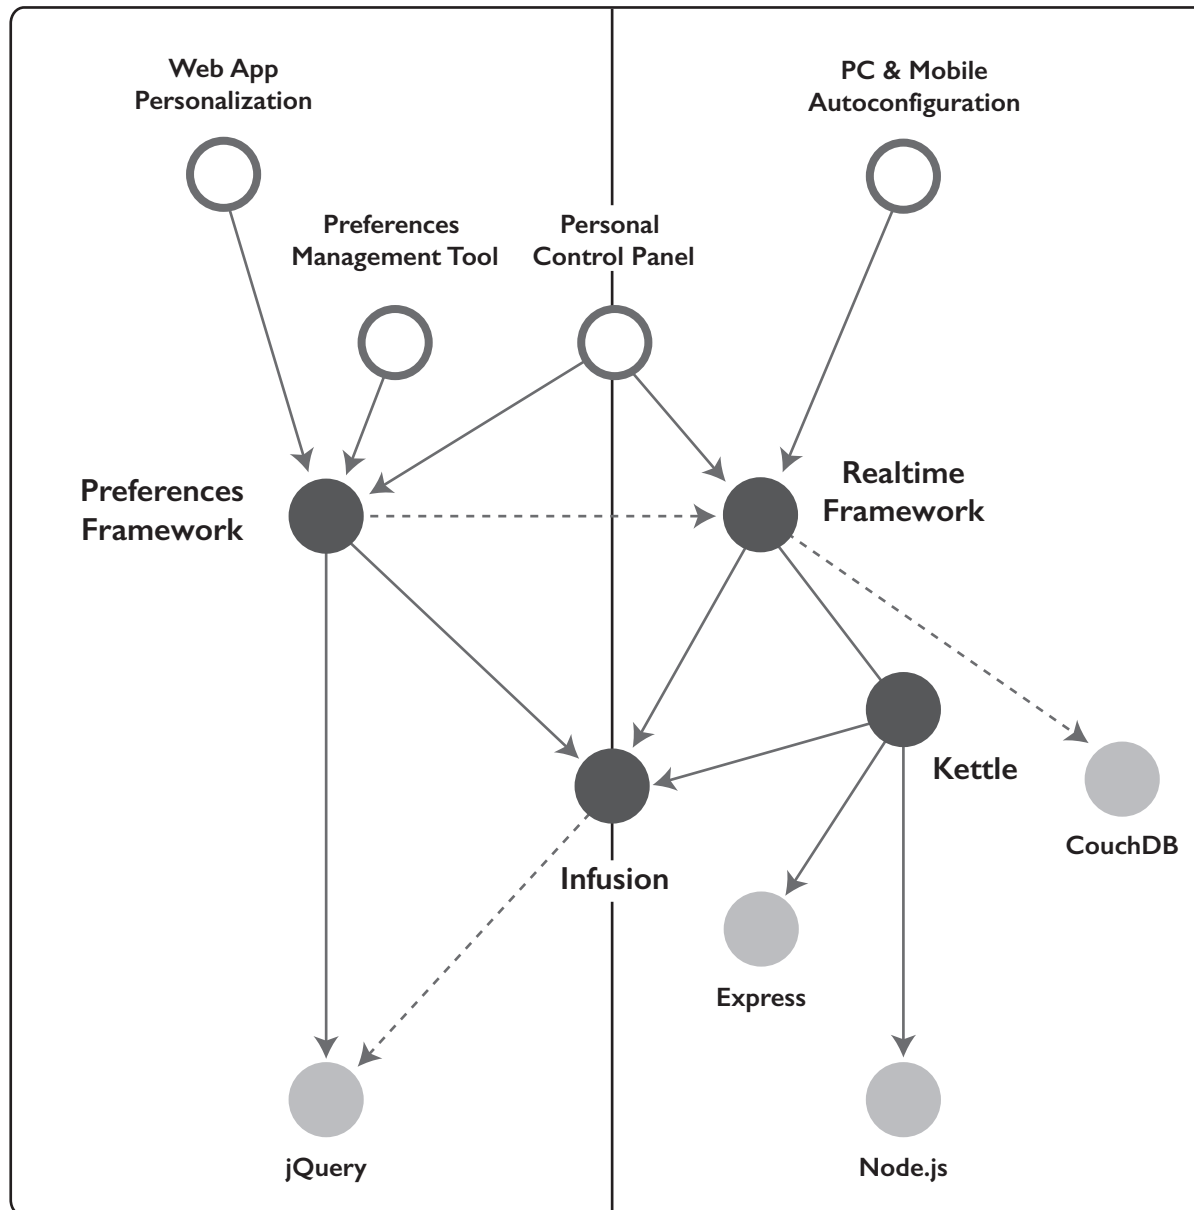 Web App
Personalization
PC & Mobile
Autoconfiguration
Preferences
Management Tool
Personal
Control Panel
Preferences
Framework
Realtime
Framework
Kettle
CouchDB
Infusion
Express
jQuery
Node.js